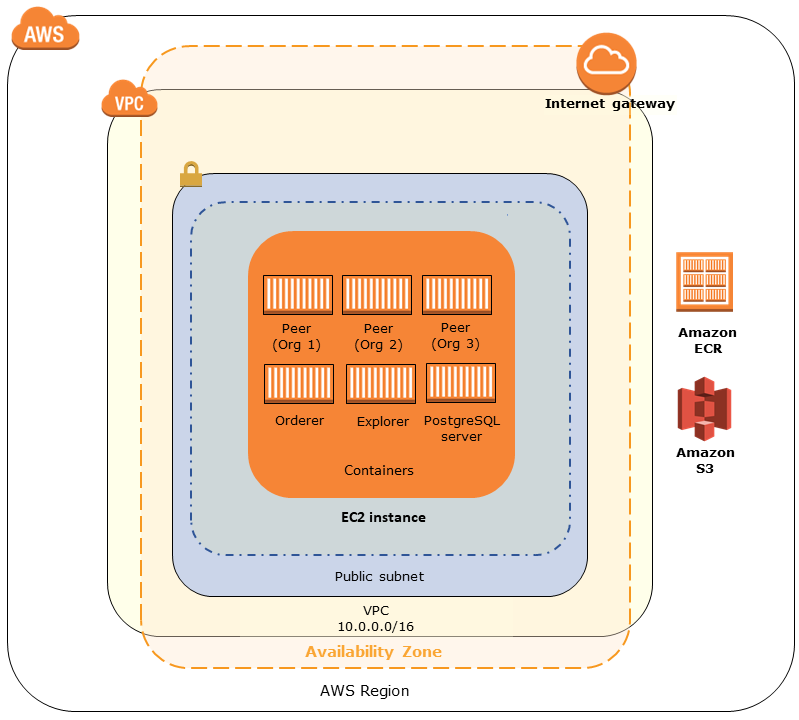 AWS
VPC
Internet gateway
Peer
(Org 1)
Peer
(Org 2)
Peer
(Org 3)
Orderer
Explorer
PostgreSQL
server
Containers
EC2 instance
Public subnet
VPC
10.0.0.0/16
Availability Zone
AWS Region
Amazon
ECR
Amazon
S3